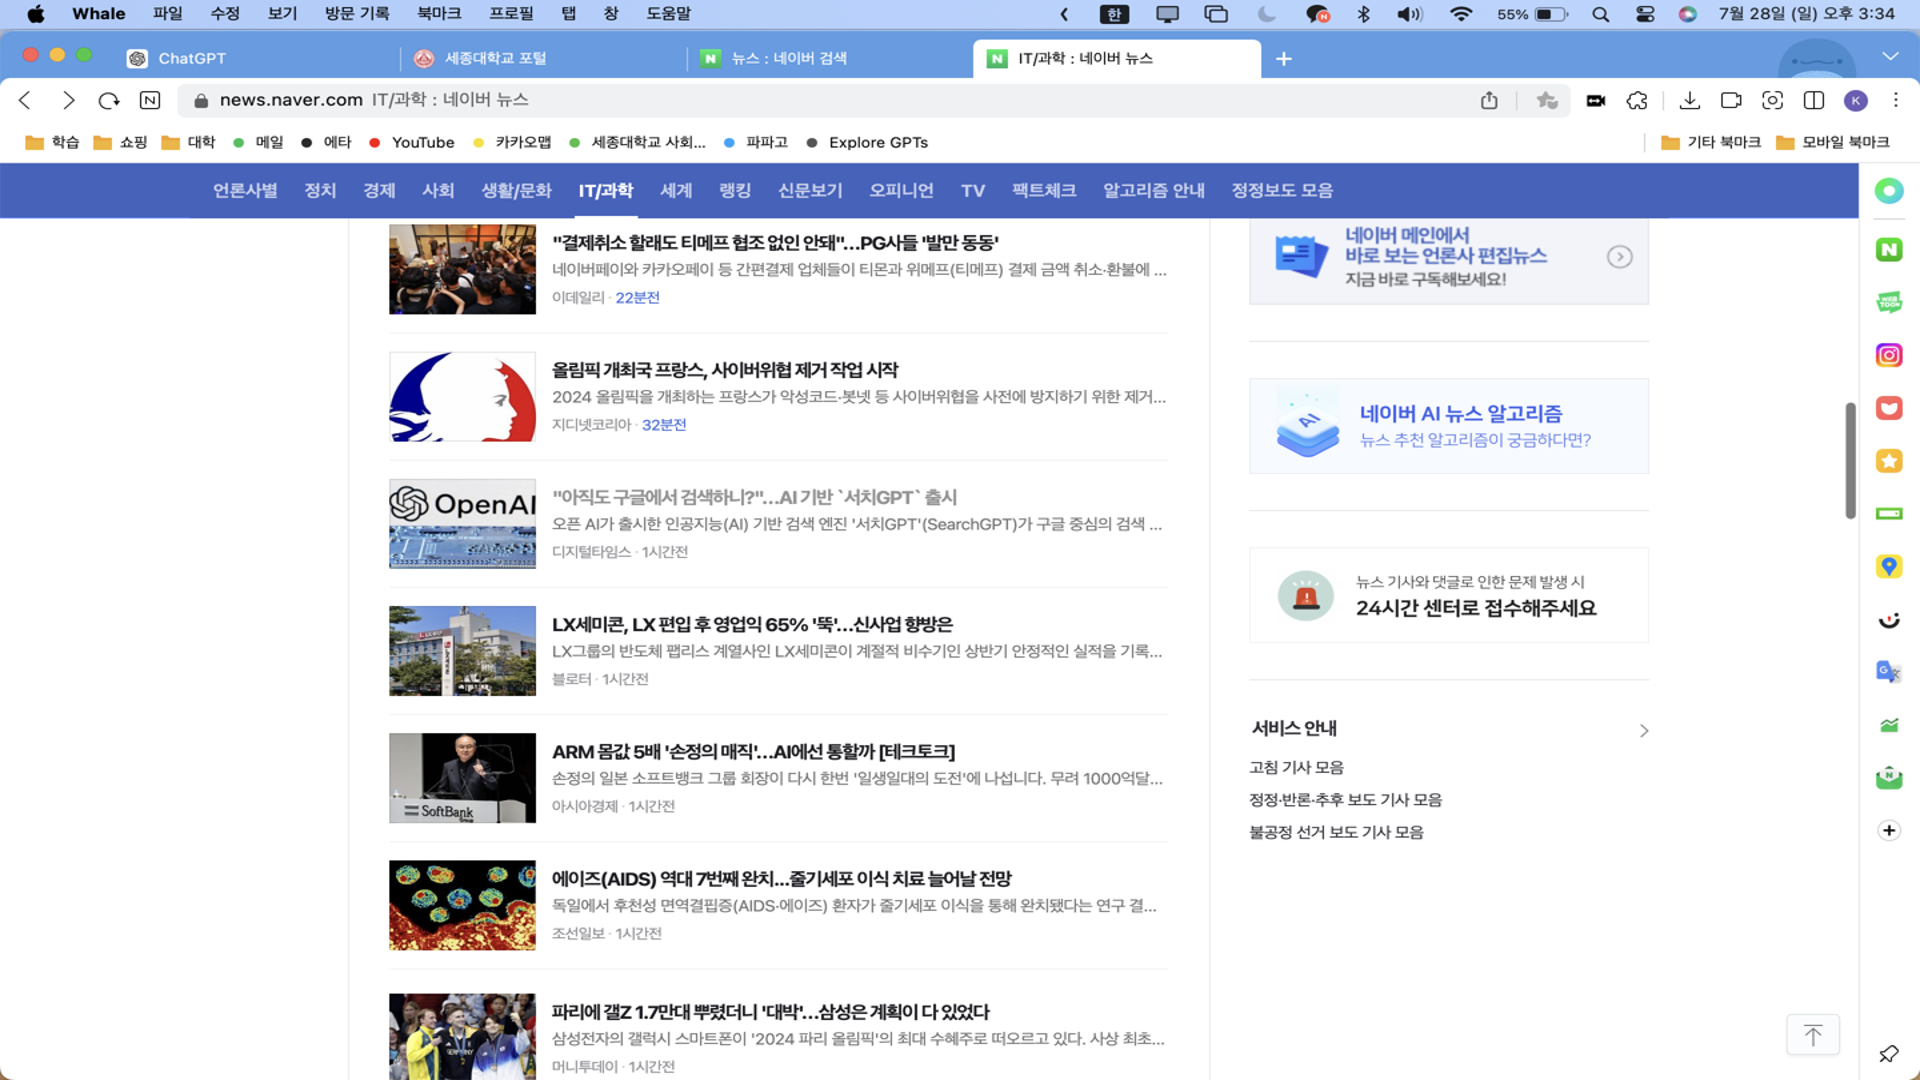 Whale 파일 수정 보기 방문 기록 북마크 프로필 탭 창 도움말 한 N 55% 7월 28일 (일) 오후 3:34
ChatGPT 세종대학교 포털 N 뉴스 : 네이버 검색 N IT/과학 : 네이버 뉴스
N news.naver.com IT/과학 : 네이버 뉴스 K
학습 쇼핑 대학 메일 에타 YouTube 카카오맵 세종대학교 사회... 파파고 Explore GPTs 기타 북마크 모바일 북마크
언론사별 정치 경제 사회 생활/문화 IT/과학 세계 랭킹 신문보기 오피니언 TV 팩트체크 알고리즘 안내 정정보도 모음
"결제취소 할래도 티메프 협조 없인 안돼"…PG사들 '발만 동동'
네이버페이와 카카오페이 등 간편결제 업체들이 티몬과 위메프(티메프) 결제 금액 취소·환불에 ...
이데일리 · 22분전
올림픽 개최국 프랑스, 사이버위협 제거 작업 시작
2024 올림픽을 개최하는 프랑스가 악성코드·봇넷 등 사이버위협을 사전에 방지하기 위한 제거...
지디넷코리아 · 32분전
OpenAI
"아직도 구글에서 검색하니?"…AI 기반 `서치GPT` 출시
오픈 AI가 출시한 인공지능(AI) 기반 검색 엔진 '서치GPT'(SearchGPT)가 구글 중심의 검색 ...
디지털타임스 · 1시간전
LX세미콘, LX 편입 후 영업익 65% '뚝'…신사업 향방은
LX그룹의 반도체 팹리스 계열사인 LX세미콘이 계절적 비수기인 상반기 안정적인 실적을 기록...
블로터 · 1시간전
SoftBank
Group
ARM 몸값 5배 '손정의 매직'…AI에선 통할까 [테크토크]
손정의 일본 소프트뱅크 그룹 회장이 다시 한번 '일생일대의 도전'에 나섭니다. 무려 1000억달...
아시아경제 · 1시간전
에이즈(AIDS) 역대 7번째 완치...줄기세포 이식 치료 늘어날 전망
독일에서 후천성 면역결핍증(AIDS·에이즈) 환자가 줄기세포 이식을 통해 완치됐다는 연구 결...
조선일보 · 1시간전
GERMANY
파리에 갤Z 1.7만대 뿌렸더니 '대박'…삼성은 계획이 다 있었다
삼성전자의 갤럭시 스마트폰이 '2024 파리 올림픽'의 최대 수혜주로 떠오르고 있다. 사상 최초...
머니투데이 · 1시간전
네이버 메인에서
바로 보는 언론사 편집뉴스
지금 바로 구독해보세요!
AI
네이버 AI 뉴스 알고리즘
뉴스 추천 알고리즘이 궁금하다면?
뉴스 기사와 댓글로 인한 문제 발생 시
24시간 센터로 접수해주세요
서비스 안내
고침 기사 모음
정정·반론·추후 보도 기사 모음
불공정 선거 보도 기사 모음
N
WEB
TOON
G
N